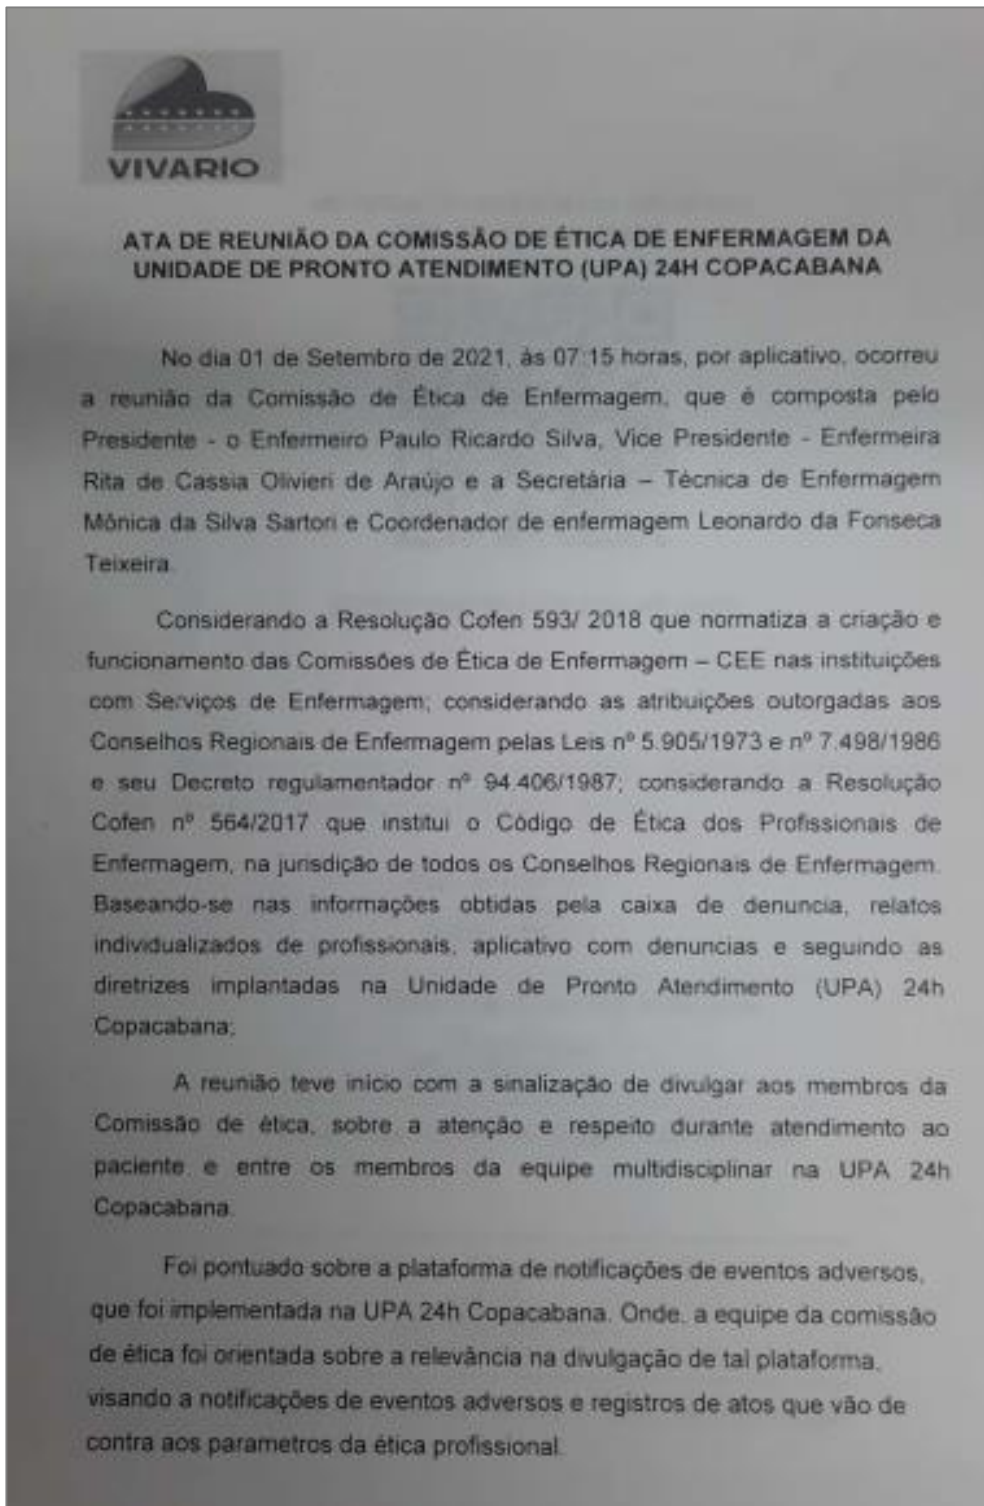 VIVARIO
ATA DE REUNIÃO DA COMISSÃO DE ÉTICA DE ENFERMAGEM DA
UNIDADE DE PRONTO ATENDIMENTO (UPA) 24H COPACABANA
No dia 01 de Setembro de 2021, às 07:15 horas, por aplicativo, ocorreu
a reunião da Comissão de Ética de Enfermagem, que é composta pelo
Presidente - o Enfermeiro Paulo Ricardo Silva, Vice Presidente - Enfermeira
Rita de Cassia Olivieri de Araújo e a Secretária – Técnica de Enfermagem
Mônica da Silva Sartori e Coordenador de enfermagem Leonardo da Fonseca
Teixeira.
Considerando a Resolução Cofen 593/ 2018 que normatiza a criação e
funcionamento das Comissões de Ética de Enfermagem – CEE nas instituições
com Serviços de Enfermagem; considerando as atribuições outorgadas aos
Conselhos Regionais de Enfermagem pelas Leis nº 5.905/1973 e nº 7.498/1986
e seu Decreto regulamentador nº 94.406/1987; considerando a Resolução
Cofen nº 564/2017 que institui o Código de Ética dos Profissionais de
Enfermagem, na jurisdição de todos os Conselhos Regionais de Enfermagem.
Baseando-se nas informações obtidas pela caixa de denuncia, relatos
individualizados de profissionais, aplicativo com denuncias e seguindo as
diretrizes implantadas na Unidade de Pronto Atendimento (UPA) 24h
Copacabana;
A reunião teve início com a sinalização de divulgar aos membros da
Comissão de ética, sobre a atenção e respeito durante atendimento ao
paciente e entre os membros da equipe multidisciplinar na UPA 24h
Copacabana.
Foi pontuado sobre a plataforma de notificações de eventos adversos,
que foi implementada na UPA 24h Copacabana. Onde, a equipe da comissão
de ética foi orientada sobre a relevância na divulgação de tal plataforma,
visando a notificações de eventos adversos e registros de atos que vão de
contra aos parametros da ética profissional.